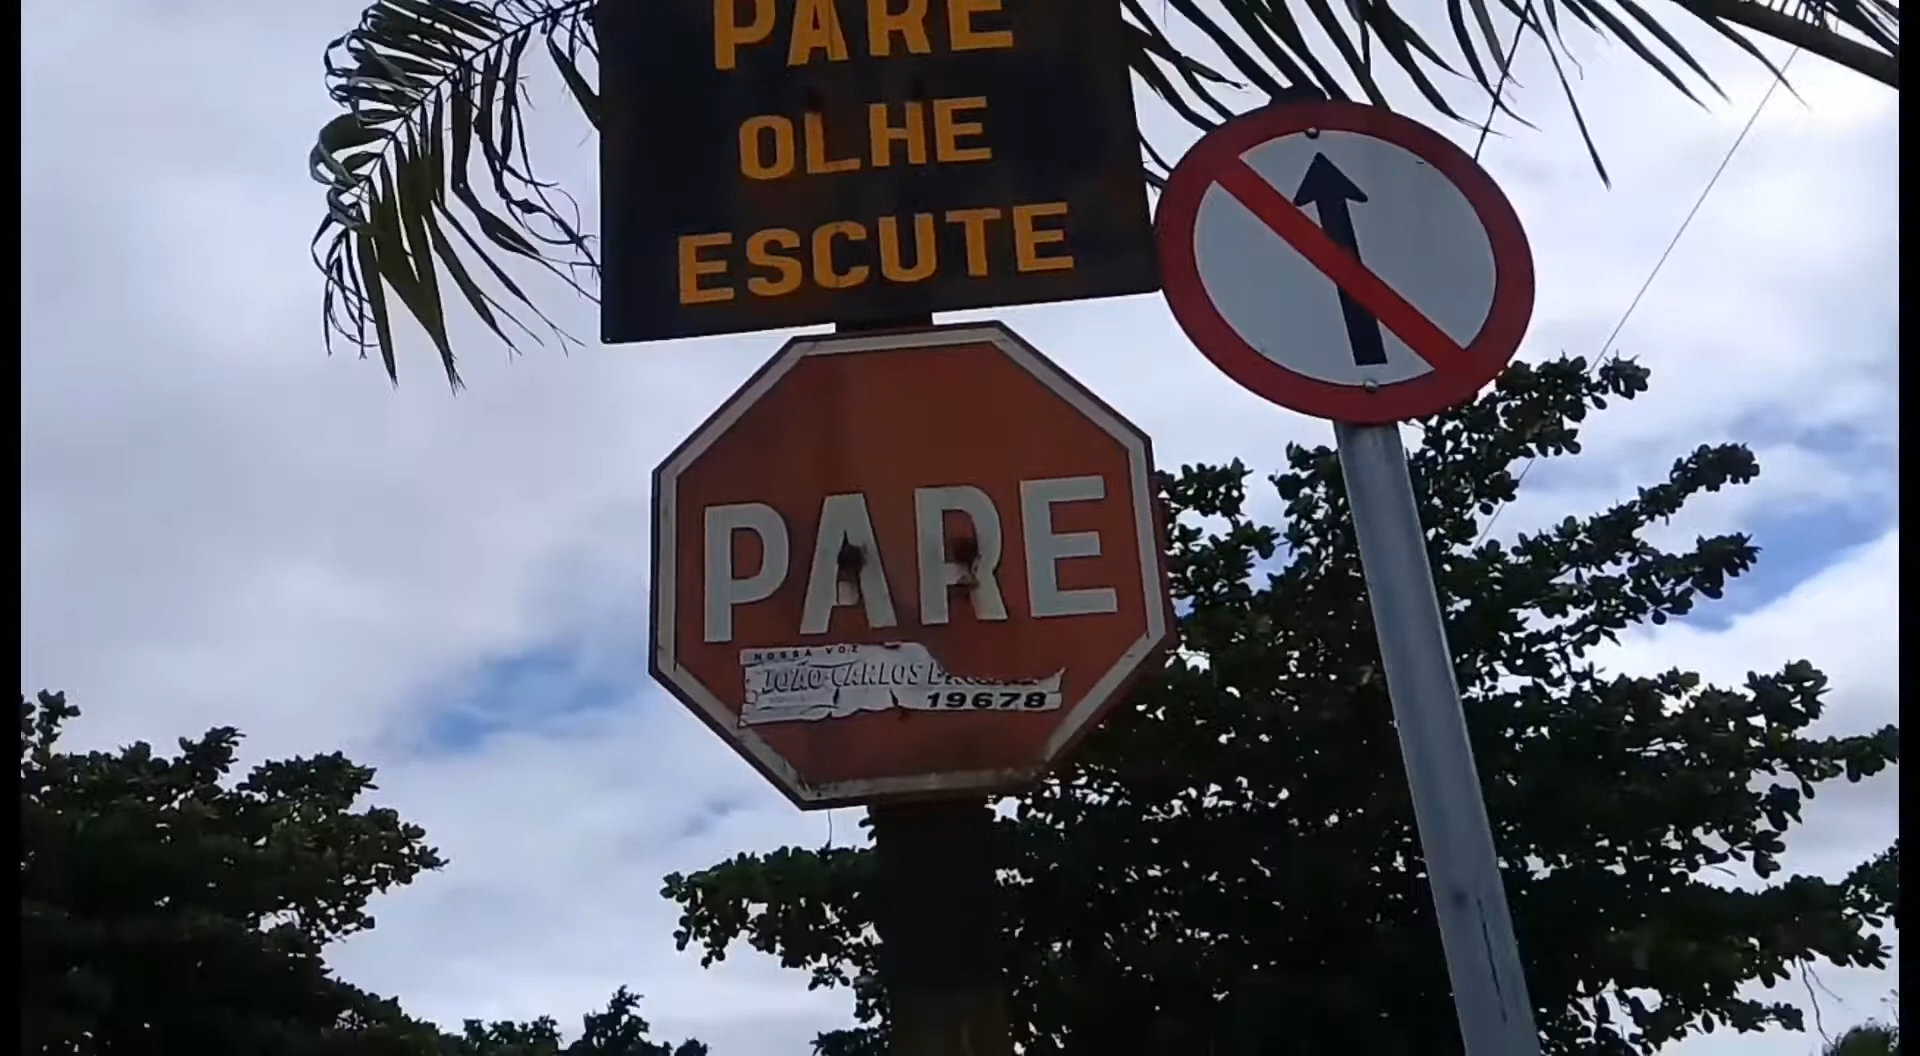 PARE
OLHE
ESCUTE
PARE
NOSSA VOZ
JOÃO CARLOS
19678